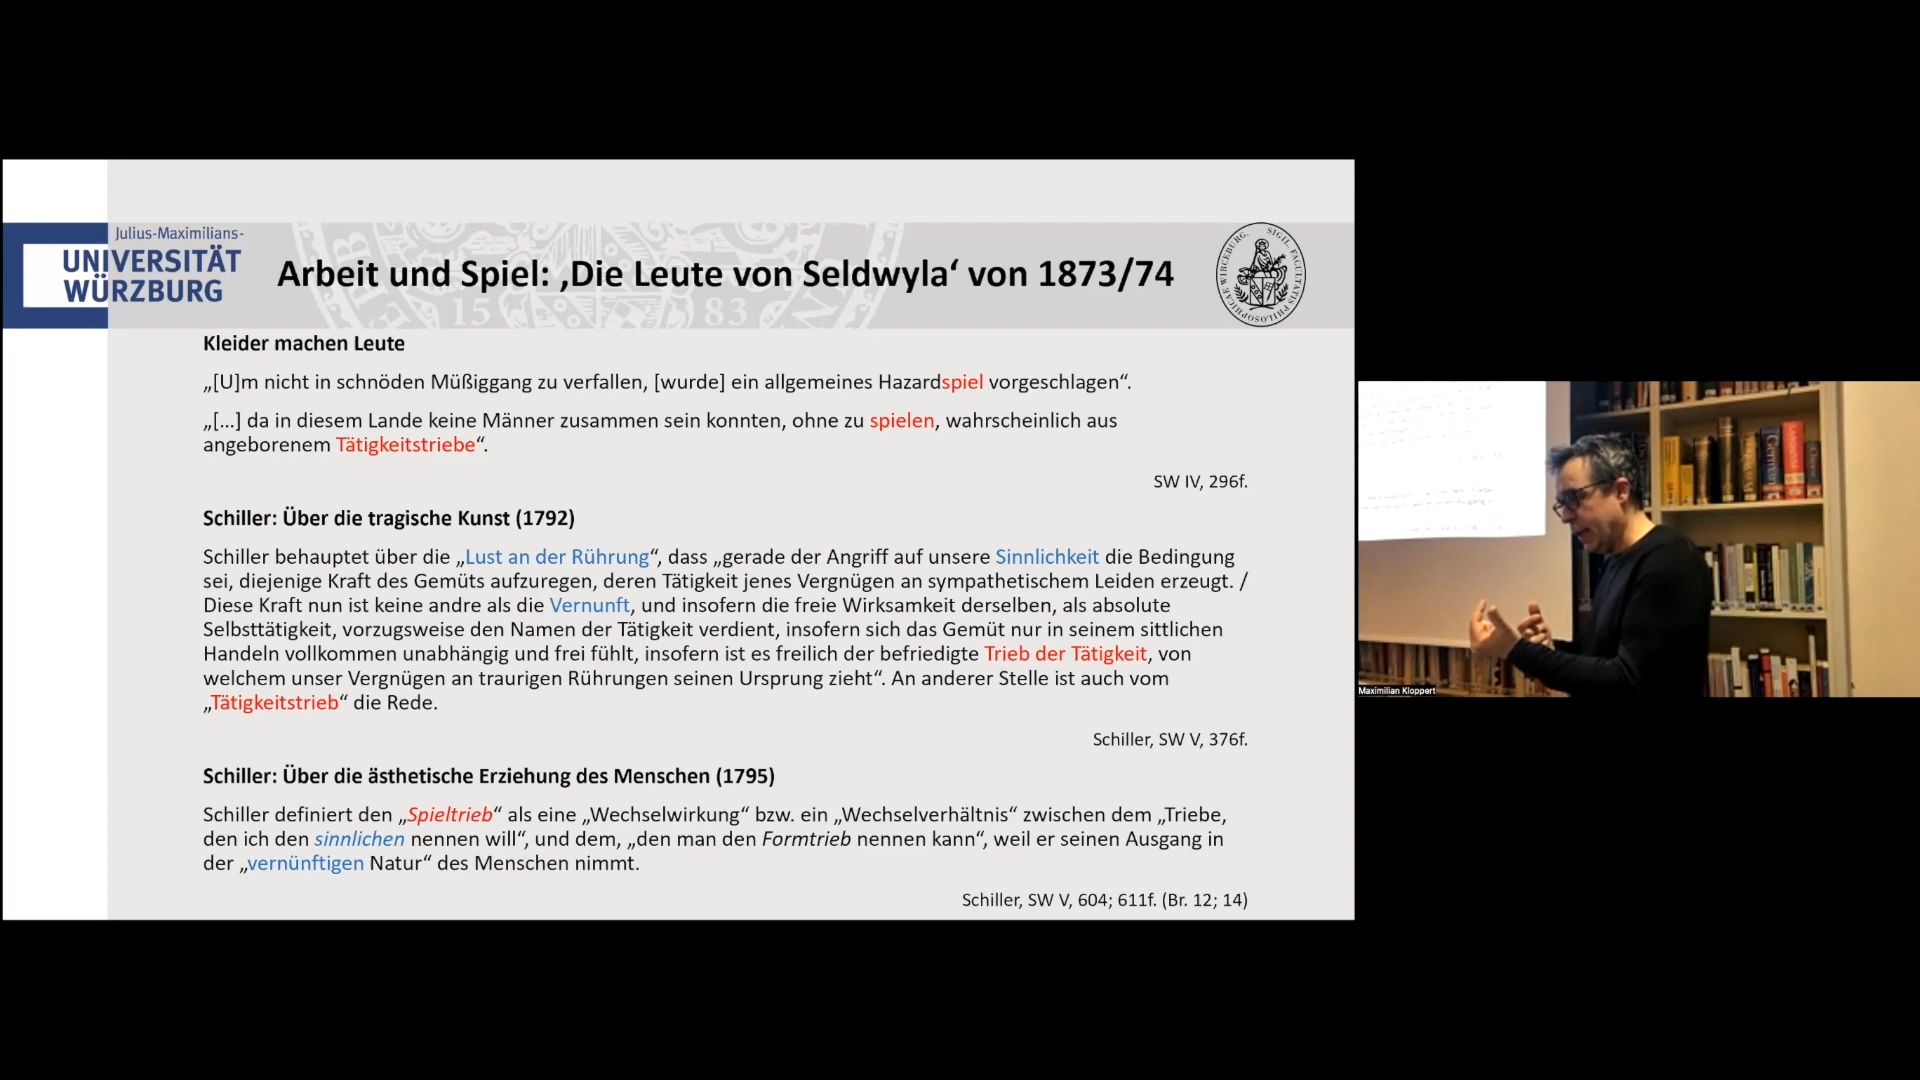 Julius-Maximilians-
UNIVERSITÄT
WÜRZBURG
Arbeit und Spiel: ‚Die Leute von Seldwyla‘ von 1873/74
SIGIL. FACULTATIS PHILOSOPHICAE WIRCEBURG.
15 83
Kleider machen Leute
„[U]m nicht in schnöden Müßiggang zu verfallen, [wurde] ein allgemeines Hazardspiel vorgeschlagen“.
„[…] da in diesem Lande keine Männer zusammen sein konnten, ohne zu spielen, wahrscheinlich aus
angeborenem Tätigkeitstriebe“.
SW IV, 296f.
Schiller: Über die tragische Kunst (1792)
Schiller behauptet über die „Lust an der Rührung“, dass „gerade der Angriff auf unsere Sinnlichkeit die Bedingung
sei, diejenige Kraft des Gemüts aufzuregen, deren Tätigkeit jenes Vergnügen an sympathetischem Leiden erzeugt. /
Diese Kraft nun ist keine andre als die Vernunft, und insofern die freie Wirksamkeit derselben, als absolute
Selbsttätigkeit, vorzugsweise den Namen der Tätigkeit verdient, insofern sich das Gemüt nur in seinem sittlichen
Handeln vollkommen unabhängig und frei fühlt, insofern ist es freilich der befriedigte Trieb der Tätigkeit, von
welchem unser Vergnügen an traurigen Rührungen seinen Ursprung zieht“. An anderer Stelle ist auch vom
„Tätigkeitstrieb“ die Rede.
Schiller, SW V, 376f.
Schiller: Über die ästhetische Erziehung des Menschen (1795)
Schiller definiert den „Spieltrieb“ als eine „Wechselwirkung“ bzw. ein „Wechselverhältnis“ zwischen dem „Triebe,
den ich den sinnlichen nennen will“, und dem, „den man den Formtrieb nennen kann“, weil er seinen Ausgang in
der „vernünftigen Natur“ des Menschen nimmt.
Schiller, SW V, 604; 611f. (Br. 12; 14)
Maximilian Kloppert